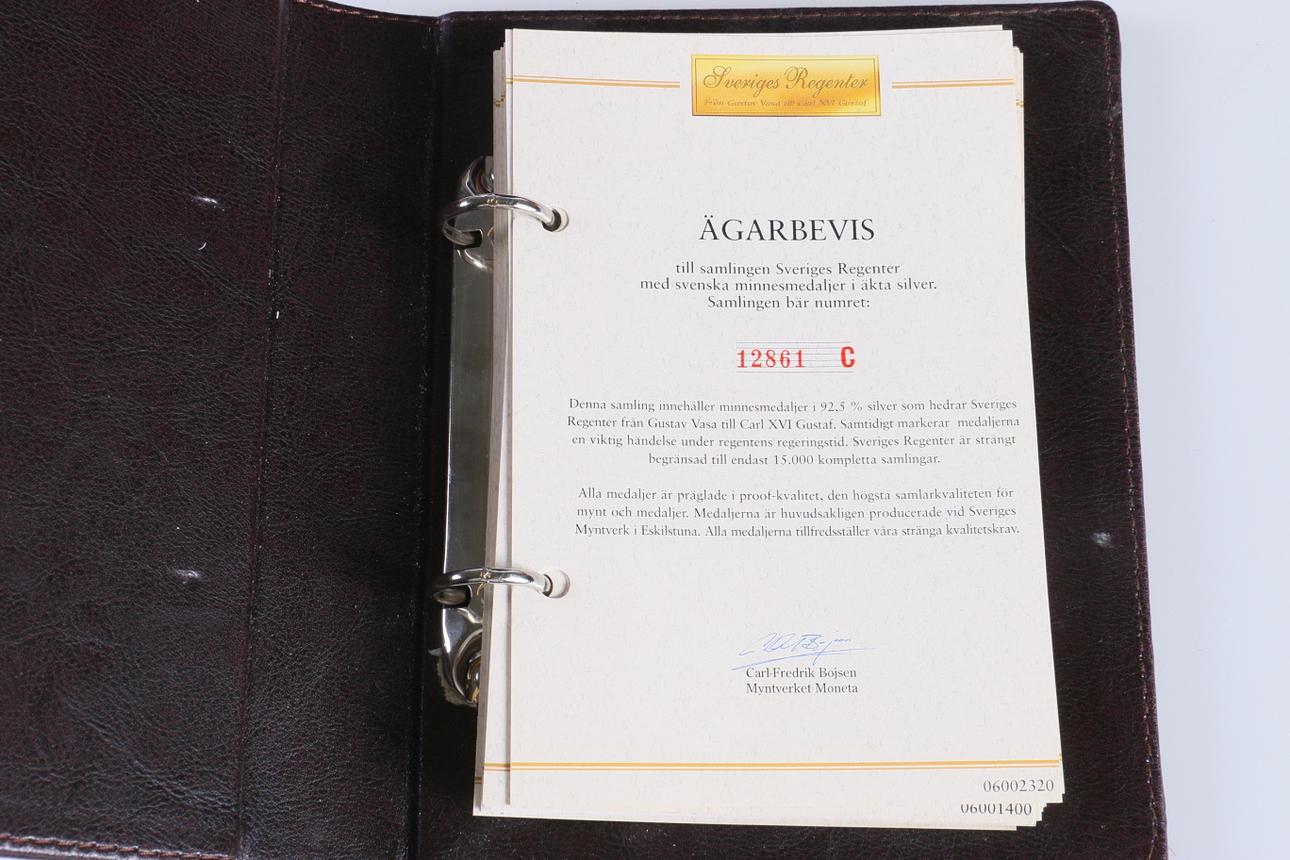 Sveriges Regenter
Från Gustav Vasa till Carl XVI Gustaf
ÄGARBEVIS
till samlingen Sveriges Regenter
med svenska minnesmedaljer i äkta silver.
Samlingen bär numret:
12861 C
Denna samling innehåller minnesmedaljer i 92,5 % silver som hedrar Sveriges
Regenter från Gustav Vasa till Carl XVI Gustaf. Samtidigt markerar medaljerna
en viktig händelse under regentens regeringstid. Sveriges Regenter är strängt
begränsad till endast 15.000 kompletta samlingar.
Alla medaljer är präglade i proof-kvalitet, den högsta samlarkvaliteten för
mynt och medaljer. Medaljerna är huvudsakligen producerade vid Sveriges
Myntverk i Eskilstuna. Alla medaljerna tillfredsställer våra stränga kvalitetskrav.
Carl-Fredrik Bojsen
Myntverket Moneta
06002320
06001400